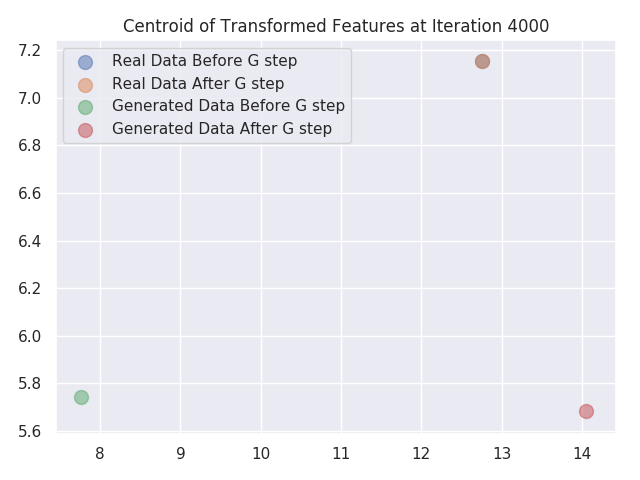 Centroid of Transformed Features at Iteration 4000
7.2
7.0
6.8
6.6
6.4
6.2
6.0
5.8
5.6
Real Data Before G step
Real Data After G step
Generated Data Before G step
Generated Data After G step
8 9 10 11 12 13 14